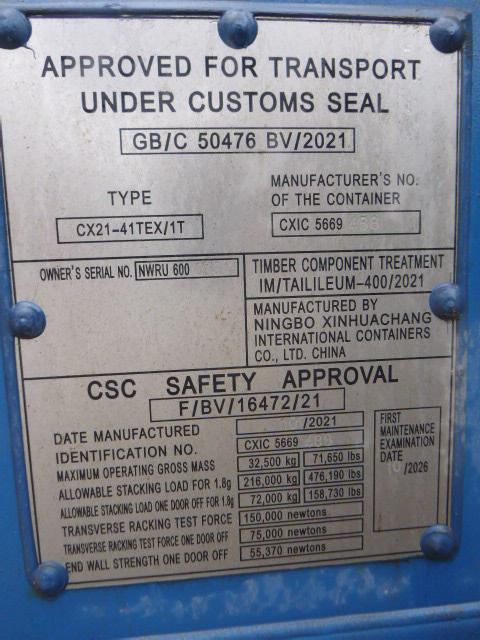 APPROVED FOR TRANSPORT
UNDER CUSTOMS SEAL
GB/C 50476 BV/2021
TYPE
CX21-41TEX/1T
MANUFACTURER'S NO.
OF THE CONTAINER
CXIC 5669
OWNER'S SERIAL NO. NWRU 600
TIMBER COMPONENT TREATMENT
IM/TAILILEUM-400/2021
MANUFACTURED BY
NINGBO XINHUACHANG
INTERNATIONAL CONTAINERS
CO., LTD. CHINA
CSC SAFETY APPROVAL
F/BV/16472/21
DATE MANUFACTURED 10/2021
IDENTIFICATION NO. CXIC 5669
MAXIMUM OPERATING GROSS MASS 32,500 kg 71,650 lbs
ALLOWABLE STACKING LOAD FOR 1.8g 216,000 kg 476,190 lbs
ALLOWABLE STACKING LOAD ONE DOOR OFF FOR 1.8g 72,000 kg 158,730 lbs
TRANSVERSE RACKING TEST FORCE 150,000 newtons
TRANSVERSE RACKING TEST FORCE ONE DOOR OFF 75,000 newtons
END WALL STRENGTH ONE DOOR OFF 55,370 newtons
FIRST
MAINTENANCE
EXAMINATION
DATE
10/2026